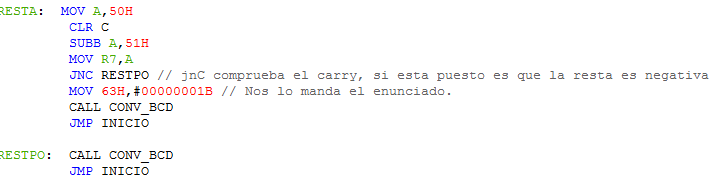 RESTA: MOV A,50H
CLR C
SUBB A,51H
MOV R7,A
JNC RESTPO // jnC comprueba el carry, si esta puesto es que la resta es negativa
MOV 63H,#00000001B // Nos lo manda el enunciado.
CALL CONV_BCD
JMP INICIO
RESTPO: CALL CONV_BCD
JMP INICIO